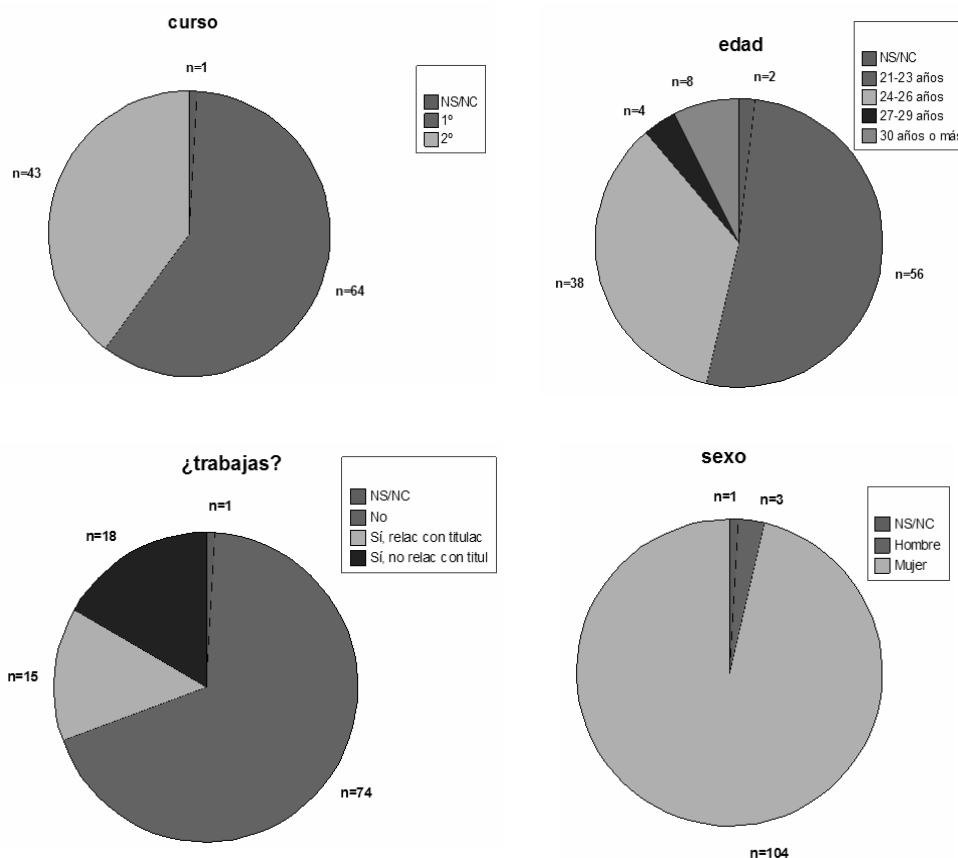 curso
n=1
NS/NC
1º
2º
n=43
n=64
edad
NS/NC
21-23 años
24-26 años
27-29 años
30 años o más
n=2
n=8
n=4
n=38
n=56
¿trabajas?
NS/NC
No
Sí, relac con titulac
Sí, no relac con titul
n=1
n=18
n=15
n=74
sexo
NS/NC
Hombre
Mujer
n=1
n=3
n=104